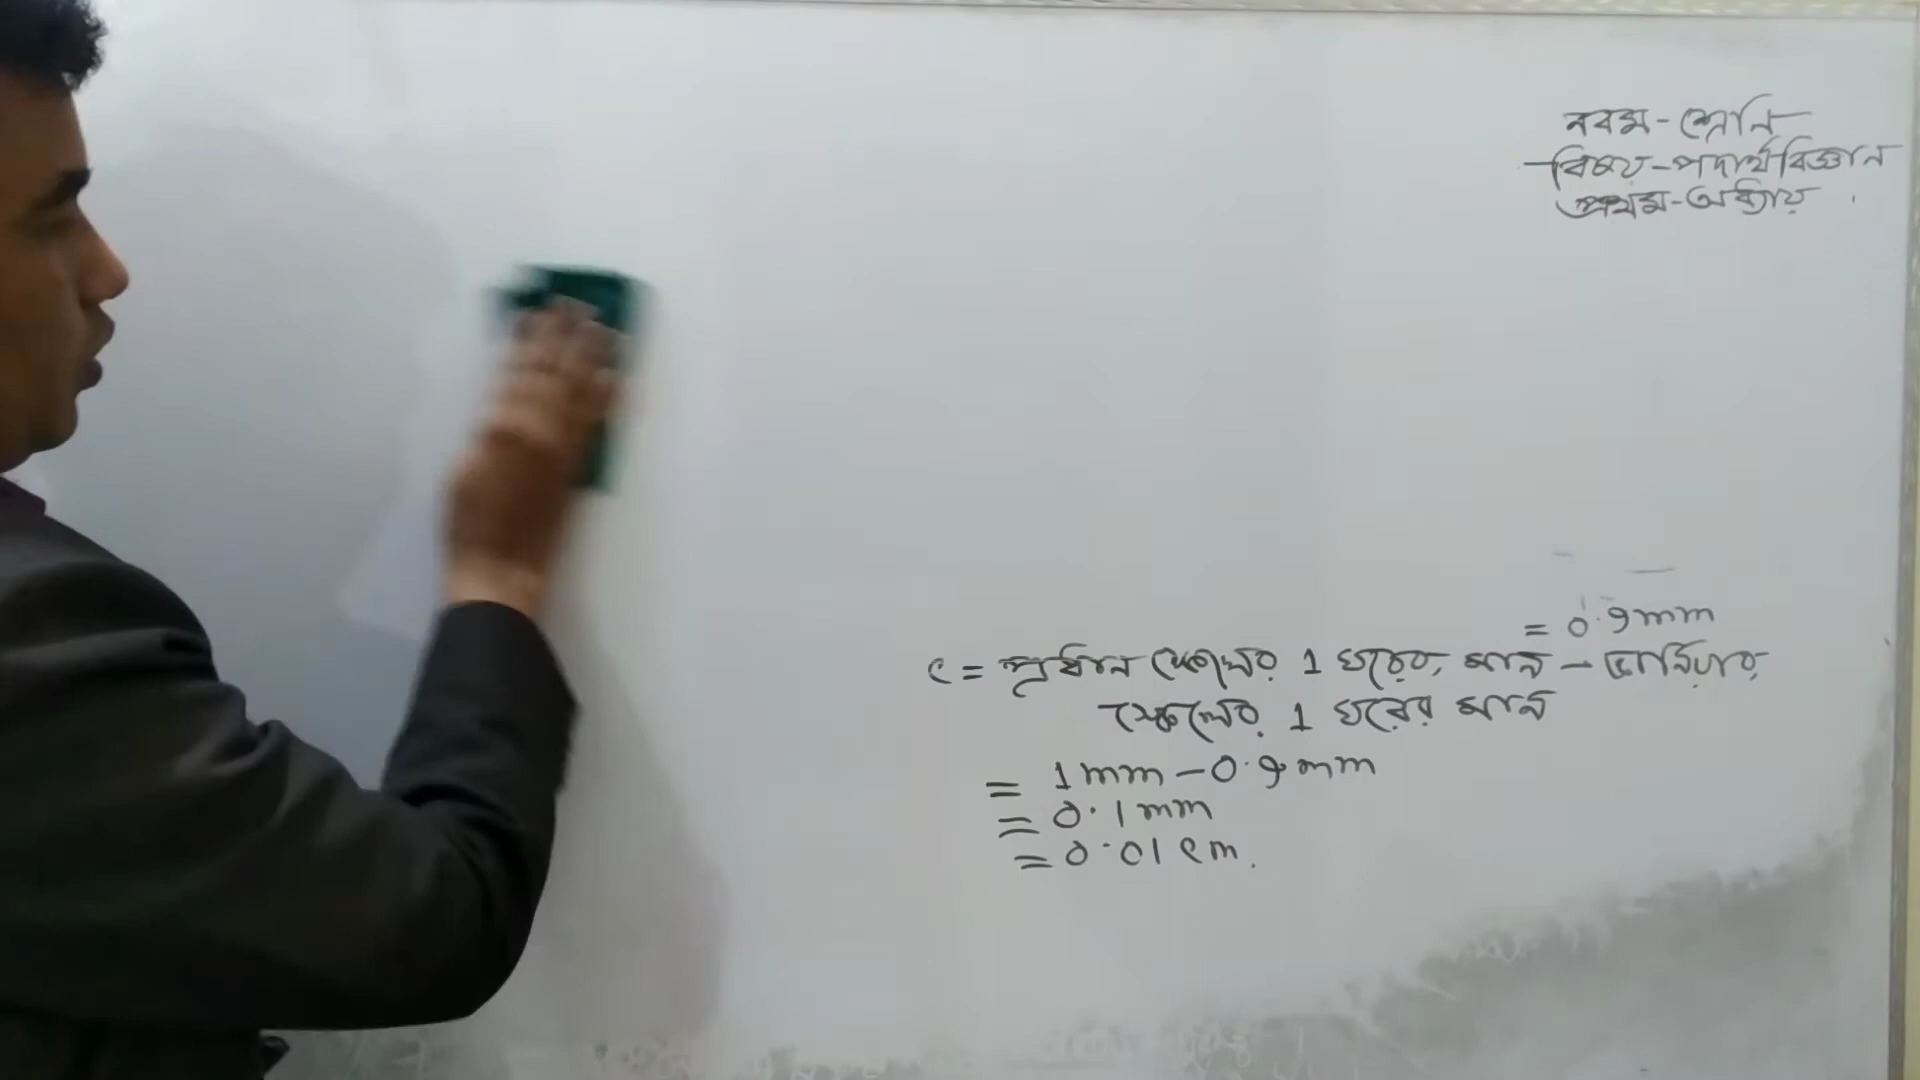 নবম-শ্রেনি
বিষয়-পদার্থবিজ্ঞান
প্রথম-অধ্যায়
= 0.9mm
c = প্রধান স্কেলের 1 ঘরের মান - ভার্নিয়ার
স্কেলের 1 ঘরের মান
= 1mm-0.9mm
= 0.1mm
= 0.01cm.